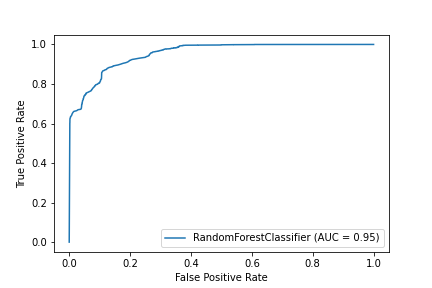 1.0
0.8
0.6
0.4
0.2
0.0
True Positive Rate
RandomForestClassifier (AUC = 0.95)
0.0 0.2 0.4 0.6 0.8 1.0
False Positive Rate